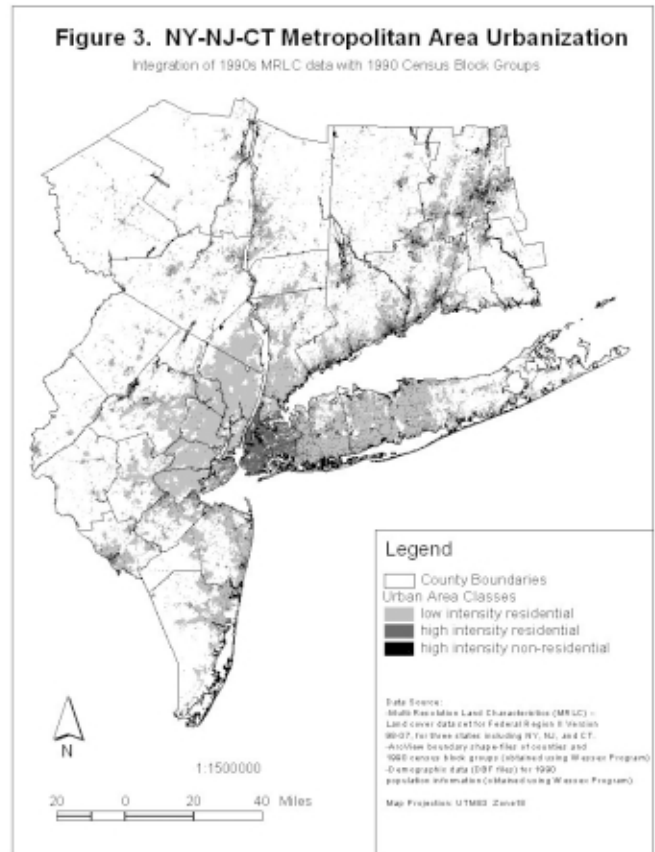 Figure 3. NY-NJ-CT Metropolitan Area Urbanization
Integration of 1990s MRLC data with 1990 Census Block Groups
Legend
County Boundaries
Urban Area Classes
low intensity residential
high intensity residential
high intensity non-residential
Data Source:
-Multi Resolution Land Characteristics (MRLC) -
Land cover dataset for Federal Region II Version
98-07, for three states including NY, NJ, and CT.
-ArcView boundary shape-files of counties and
1990 census block groups (obtained using Wessex Program)
-Demographic data (DBF files) for 1990
population information (obtained using Wessex Program)
Map Projection: UTM83 Zone18
N
1:1500000
20 0 20 40 Miles